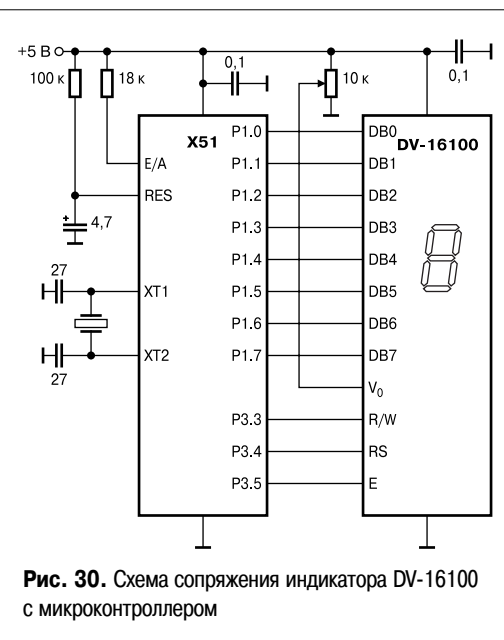 +5 В
0,1
100 к
18 к
10 к
0,1
X51
DV-16100
P1.0
DB0
E/A
P1.1
DB1
RES
P1.2
DB2
+
4,7
P1.3
DB3
P1.4
DB4
27
XT1
P1.5
DB5
P1.6
DB6
XT2
P1.7
DB7
27
V₀
P3.3
R/W
P3.4
RS
P3.5
E
Рис. 30. Схема сопряжения индикатора DV-16100
с микроконтроллером